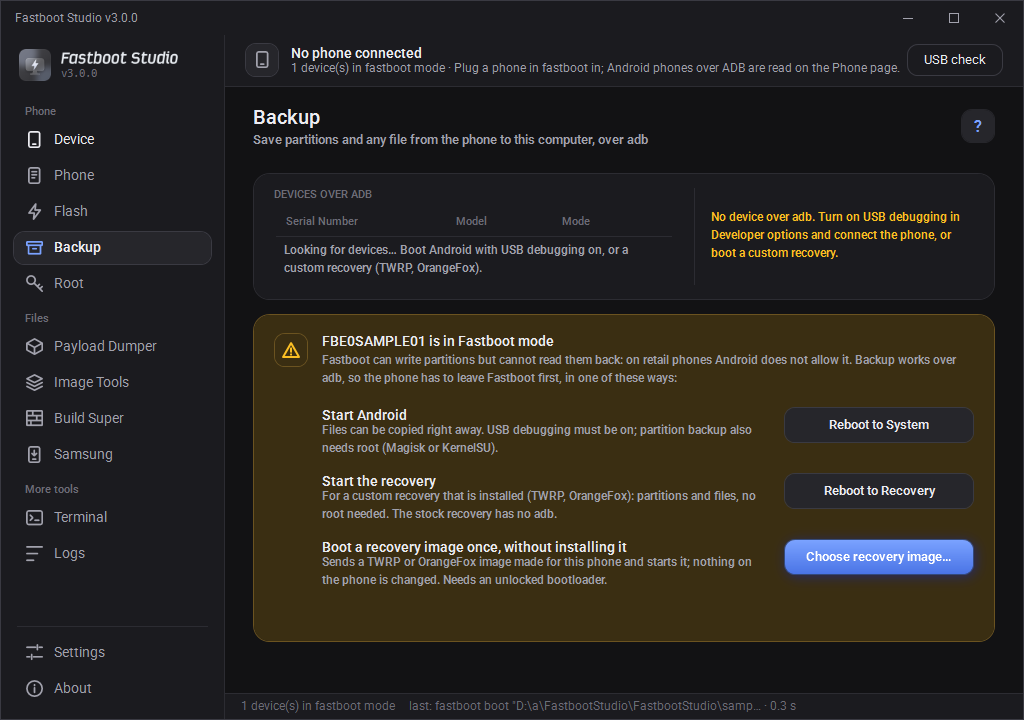 Fastboot Studio v3.0.0
Fastboot Studio
v3.0.0
Phone
Device
Phone
Flash
Backup
Root
Files
Payload Dumper
Image Tools
Build Super
Samsung
More tools
Terminal
Logs
Settings
About
No phone connected
1 device(s) in fastboot mode · Plug a phone in fastboot in; Android phones over ADB are read on the Phone page.
USB check
Backup
Save partitions and any file from the phone to this computer, over adb
?
DEVICES OVER ADB
Serial Number Model Mode
Looking for devices... Boot Android with USB debugging on, or a
custom recovery (TWRP, OrangeFox).
No device over adb. Turn on USB debugging in
Developer options and connect the phone, or
boot a custom recovery.
FBE0SAMPLE01 is in Fastboot mode
Fastboot can write partitions but cannot read them back: on retail phones Android does not allow it. Backup works over
adb, so the phone has to leave Fastboot first, in one of these ways:
Start Android
Files can be copied right away. USB debugging must be on; partition backup also
needs root (Magisk or KernelSU).
Reboot to System
Start the recovery
For a custom recovery that is installed (TWRP, OrangeFox): partitions and files, no
root needed. The stock recovery has no adb.
Reboot to Recovery
Boot a recovery image once, without installing it
Sends a TWRP or OrangeFox image made for this phone and starts it; nothing on
the phone is changed. Needs an unlocked bootloader.
Choose recovery image...
1 device(s) in fastboot mode last: fastboot boot "D:\a\FastbootStudio\FastbootStudio\samp... · 0.3 s